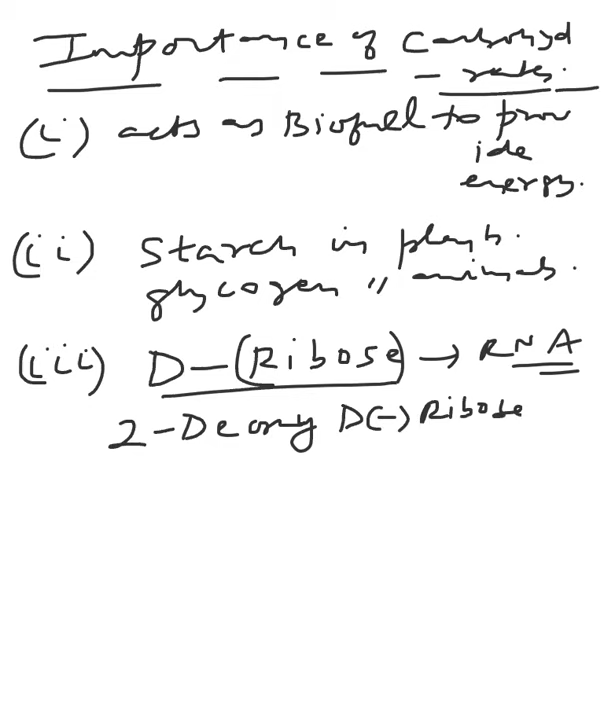 Importance of Carbohyd
rates.
(i) acts as Biofuel to prov
ide
energy.
(ii) Starch in plants.
glycogen " animals.
(iii) D-(Ribose) → RNA
2-Deoxy D(-) Ribose